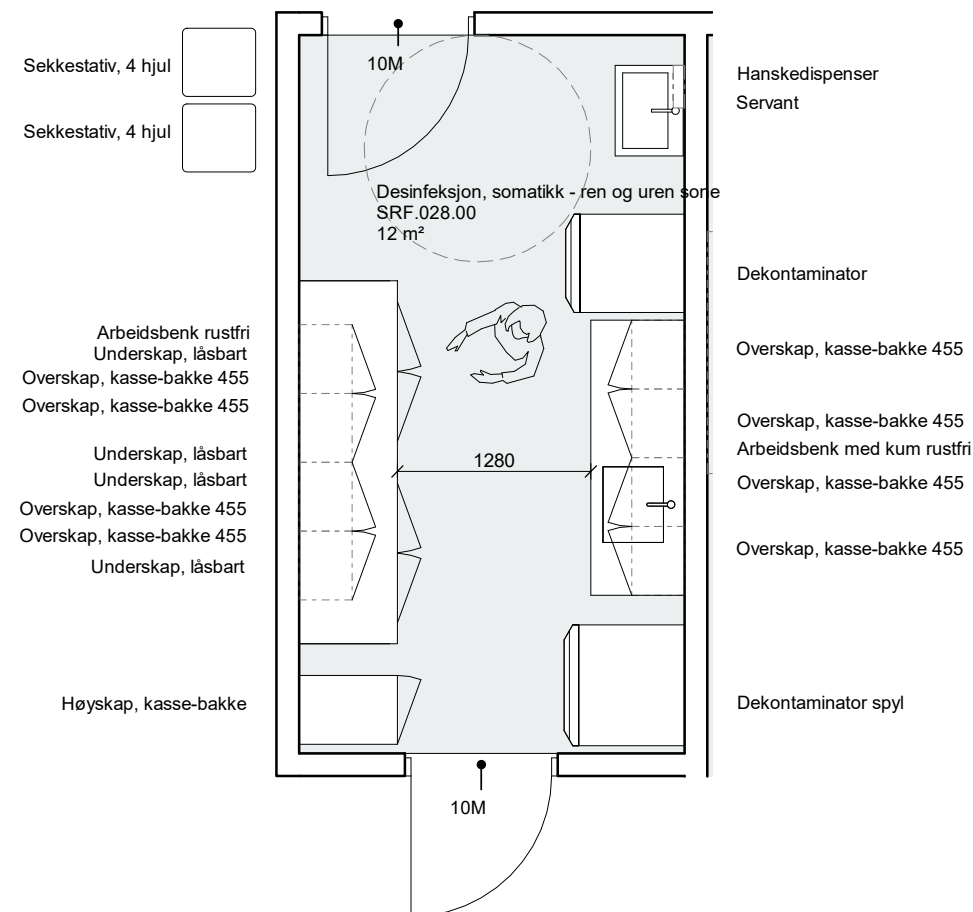 Sekkestativ, 4 hjul
Sekkestativ, 4 hjul
Arbeidsbenk rustfri
Underskap, låsbart
Overskap, kasse-bakke 455
Overskap, kasse-bakke 455
Underskap, låsbart
Underskap, låsbart
Overskap, kasse-bakke 455
Overskap, kasse-bakke 455
Underskap, låsbart
Høyskap, kasse-bakke
10M
Desinfeksjon, somatikk - ren og uren sone
SRF.028.00
12 m²
1280
10M
Hanskedispenser
Servant
Dekontaminator
Overskap, kasse-bakke 455
Overskap, kasse-bakke 455
Arbeidsbenk med kum rustfri
Overskap, kasse-bakke 455
Overskap, kasse-bakke 455
Dekontaminator spyl